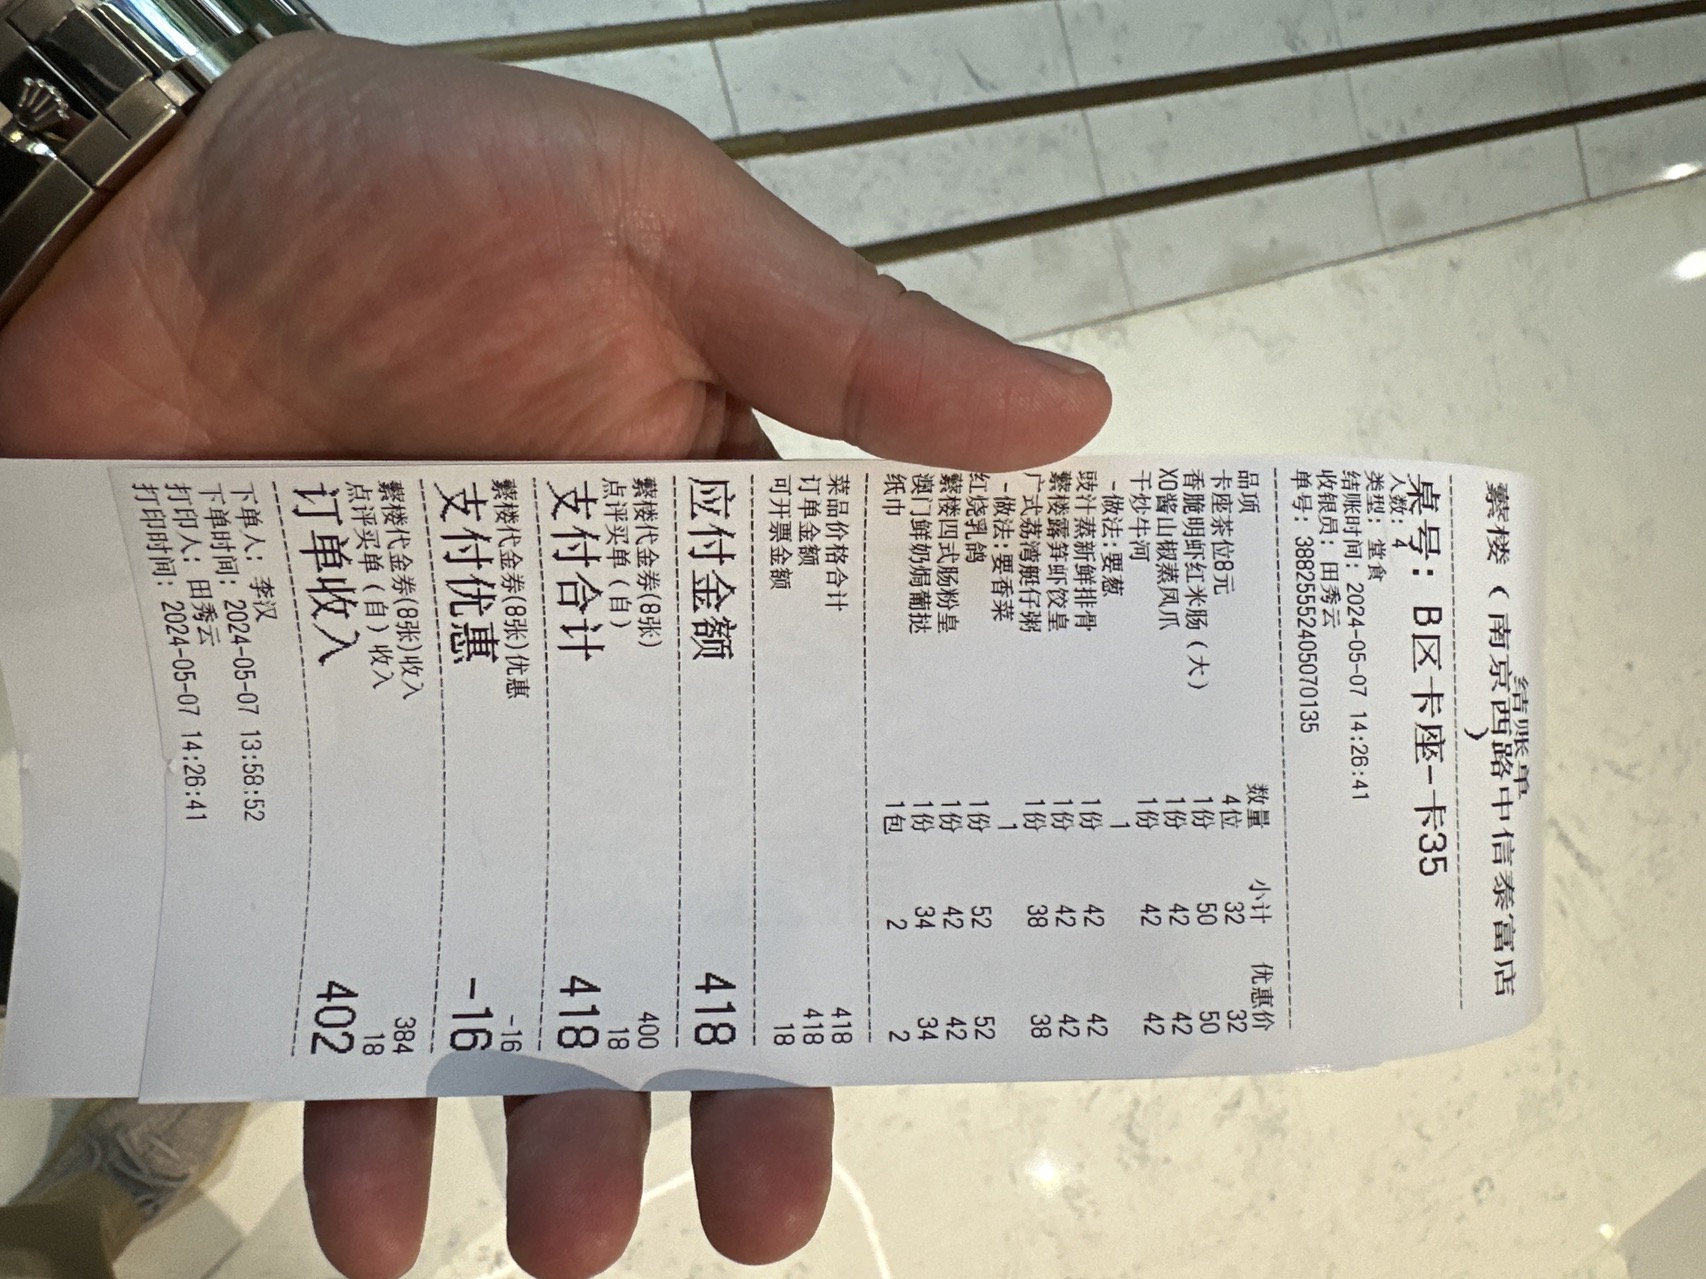 结账单
蘩楼（南京西路中信泰富店
）
桌号：B区卡座-卡35
人数：4
类型：堂食
结账时间：2024-05-07 14:26:41
收银员：田秀云
单号：3882555240507 0135
品项 数量 小计 优惠价
卡座茶位8元 4位 32 32
香脆明虾红米肠（大） 1份 50 50
XO酱山椒蒸凤爪 1份 42 42
干炒牛河 1份 42 42
-做法：要葱 1
豉汁蒸新鲜排骨 1份 42 42
蘩楼露笋虾饺皇 1份 42 42
广式荔湾艇仔粥 1份 38 38
-做法：要香菜 1
红烧乳鸽 1份 52 52
蘩楼四式肠粉皇 1份 42 42
澳门鲜奶焗葡挞 1份 34 34
纸巾 1包 2 2
菜品价格合计 418
订单金额 418
可开票金额 18
应付金额 418
蘩楼代金券(8张) 400
点评买单（自） 18
支付合计 418
蘩楼代金券(8张)优惠 -16
支付优惠 -16
蘩楼代金券(8张)收入 384
点评买单（自）收入 18
订单收入 402
下单人：李汉
下单时间：2024-05-07 13:58:52
打印人：田秀云
打印时间：2024-05-07 14:26:41